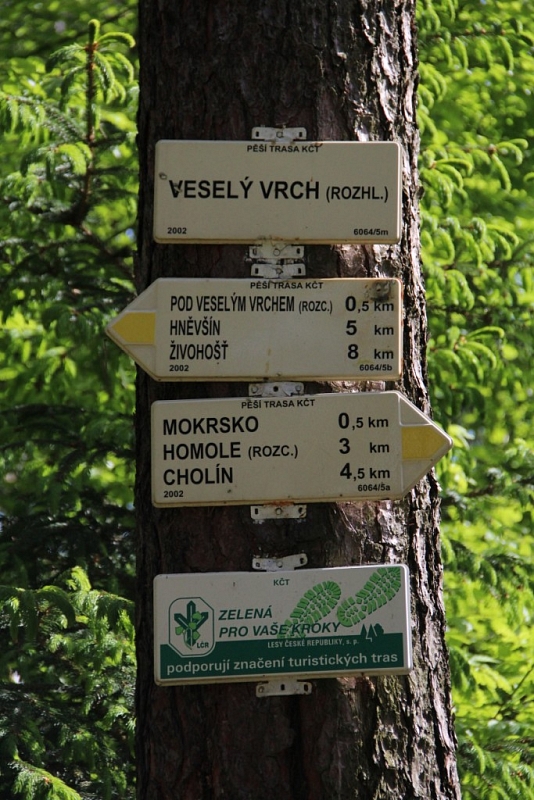 PĚŠÍ TRASA KČT
VESELÝ VRCH (ROZHL.)
2002 6064/5m
PĚŠÍ TRASA KČT
POD VESELÝM VRCHEM (ROZC.) 0,5 km
HNĚVŠÍN 5 km
ŽIVOHOŠŤ 8 km
2002 6064/5b
PĚŠÍ TRASA KČT
MOKRSKO 0,5 km
HOMOLE (ROZC.) 3 km
CHOLÍN 4,5 km
2002 6064/5a
KČT
ZELENÁ
PRO VAŠE KROKY
LČR LESY ČESKÉ REPUBLIKY, s. p.
podporují značení turistických tras